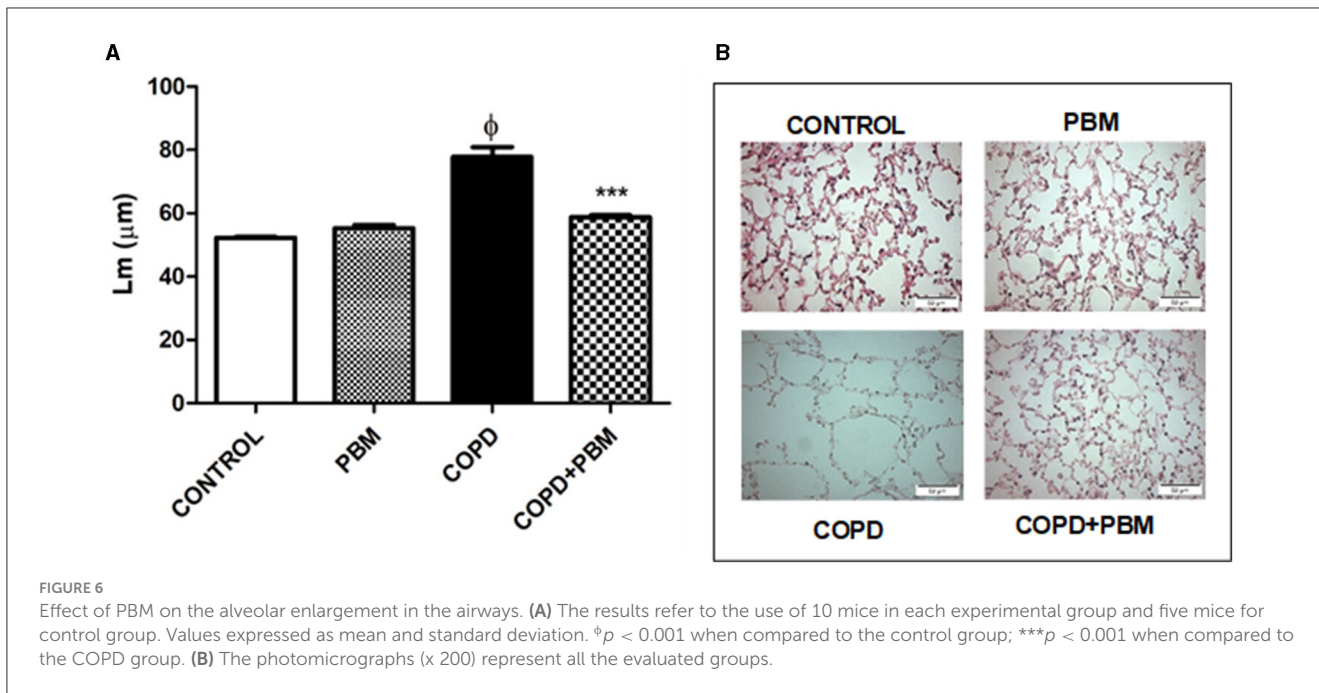 A
B
100
80
60
40
20
0
Lm (μm)
ϕ
***
CONTROL
PBM
COPD
COPD+PBM
CONTROL
PBM
COPD
COPD+PBM
FIGURE 6
Effect of PBM on the alveolar enlargement in the airways. (A) The results refer to the use of 10 mice in each experimental group and five mice for
control group. Values expressed as mean and standard deviation. ϕp < 0.001 when compared to the control group; ***p < 0.001 when compared to
the COPD group. (B) The photomicrographs (x 200) represent all the evaluated groups.